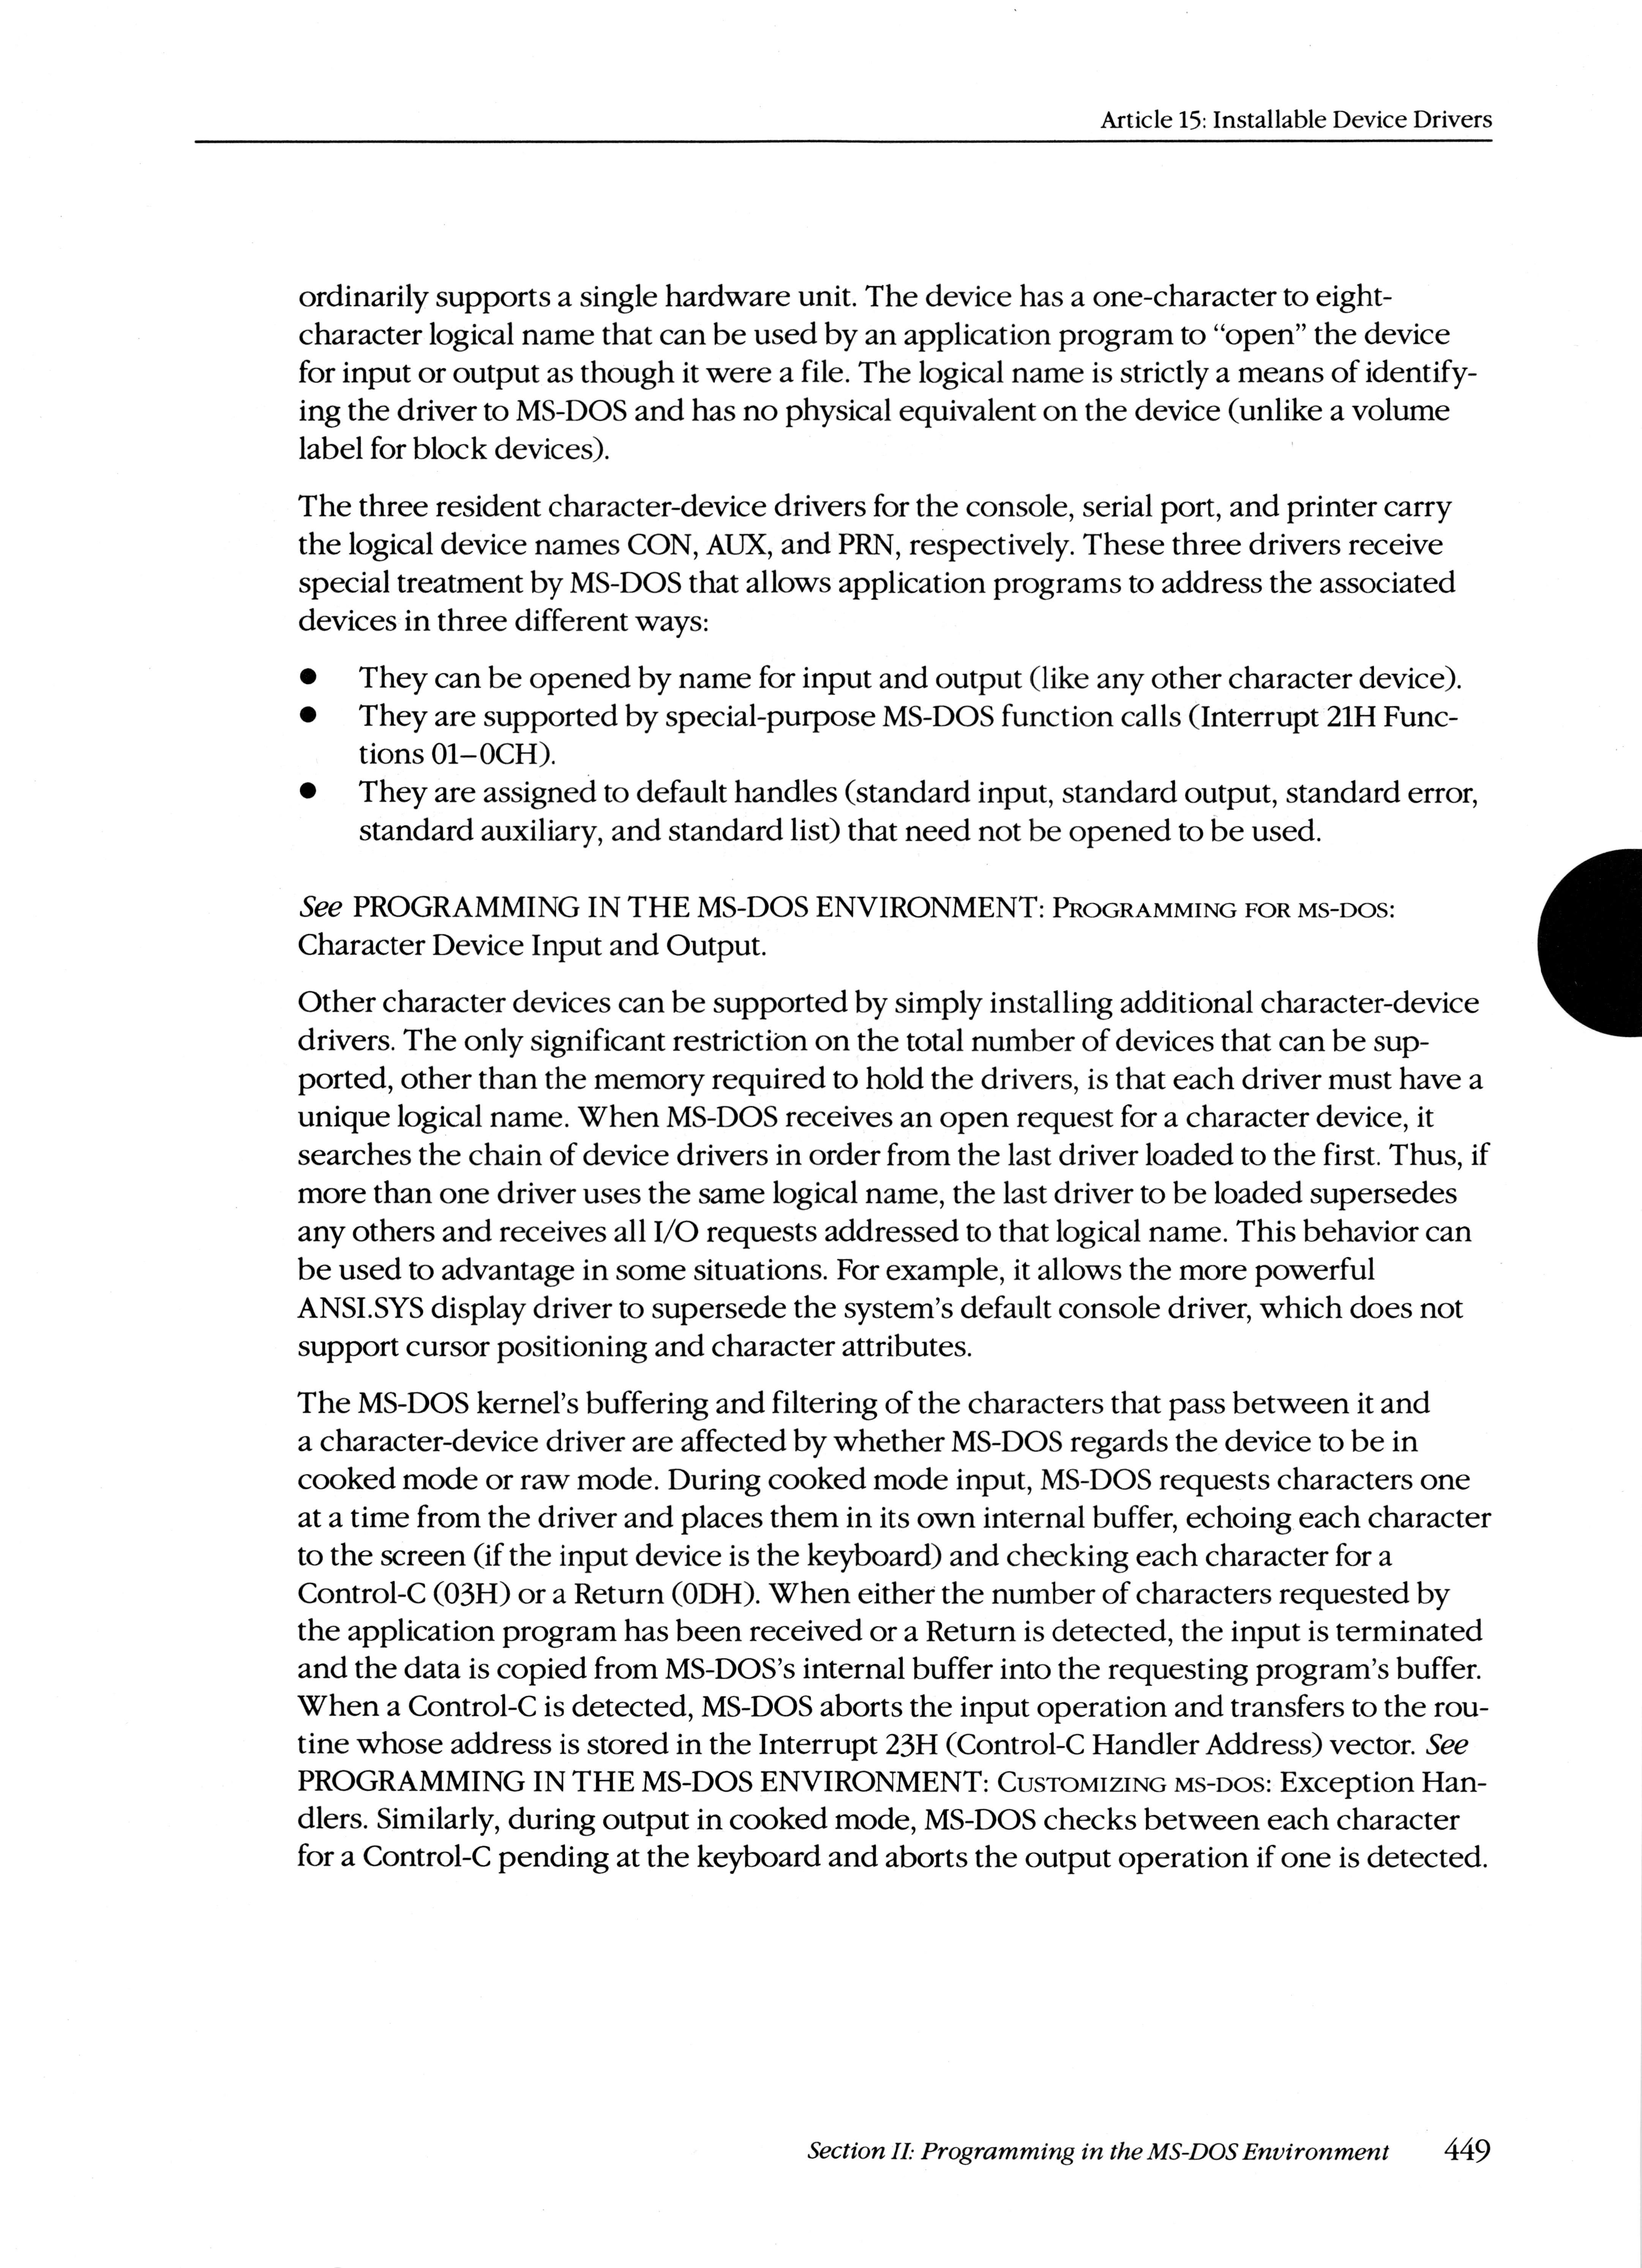 Article 15: Installable Device Drivers
ordinarily supports a single hardware unit. The device has a one-character to eight-
character logical name that can be used by an application program to “open” the device
for input or output as though it were a file. The logical name is strictly a means of identify-
ing the driver to MS-DOS and has no physical equivalent on the device (unlike a volume
label for block devices).
The three resident character-device drivers for the console, serial port, and printer carry
the logical device names CON, AUX, and PRN, respectively. These three drivers receive
special treatment by MS-DOS that allows application programs to address the associated
devices in three different ways:
● They can be opened by name for input and output (like any other character device).
● They are supported by special-purpose MS-DOS function calls (Interrupt 21H Func-
tions 01–0CH).
● They are assigned to default handles (standard input, standard output, standard error,
standard auxiliary, and standard list) that need not be opened to be used.
See PROGRAMMING IN THE MS-DOS ENVIRONMENT: PROGRAMMING FOR MS-DOS:
Character Device Input and Output.
Other character devices can be supported by simply installing additional character-device
drivers. The only significant restriction on the total number of devices that can be sup-
ported, other than the memory required to hold the drivers, is that each driver must have a
unique logical name. When MS-DOS receives an open request for a character device, it
searches the chain of device drivers in order from the last driver loaded to the first. Thus, if
more than one driver uses the same logical name, the last driver to be loaded supersedes
any others and receives all I/O requests addressed to that logical name. This behavior can
be used to advantage in some situations. For example, it allows the more powerful
ANSI.SYS display driver to supersede the system’s default console driver, which does not
support cursor positioning and character attributes.
The MS-DOS kernel’s buffering and filtering of the characters that pass between it and
a character-device driver are affected by whether MS-DOS regards the device to be in
cooked mode or raw mode. During cooked mode input, MS-DOS requests characters one
at a time from the driver and places them in its own internal buffer, echoing each character
to the screen (if the input device is the keyboard) and checking each character for a
Control-C (03H) or a Return (0DH). When either the number of characters requested by
the application program has been received or a Return is detected, the input is terminated
and the data is copied from MS-DOS’s internal buffer into the requesting program’s buffer.
When a Control-C is detected, MS-DOS aborts the input operation and transfers to the rou-
tine whose address is stored in the Interrupt 23H (Control-C Handler Address) vector. See
PROGRAMMING IN THE MS-DOS ENVIRONMENT: CUSTOMIZING MS-DOS: Exception Han-
dlers. Similarly, during output in cooked mode, MS-DOS checks between each character
for a Control-C pending at the keyboard and aborts the output operation if one is detected.
Section II: Programming in the MS-DOS Environment 449